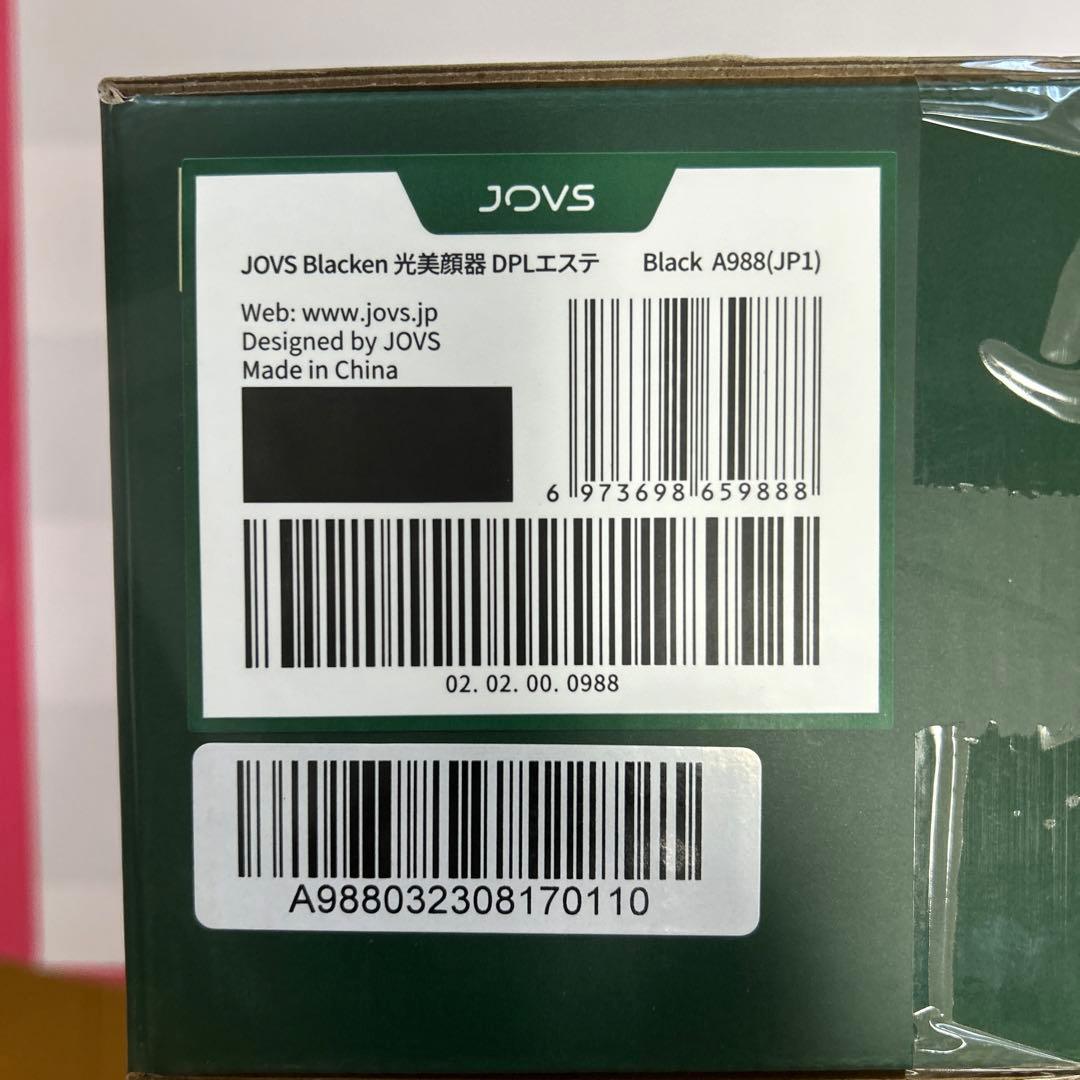 JOVS
JOVS Blacken 光美顔器 DPLエステ Black A988(JP1)
Web: www.jovs.jp
Designed by JOVS
Made in China
6 973698 659888
02. 02. 00. 0988
A988032308170110